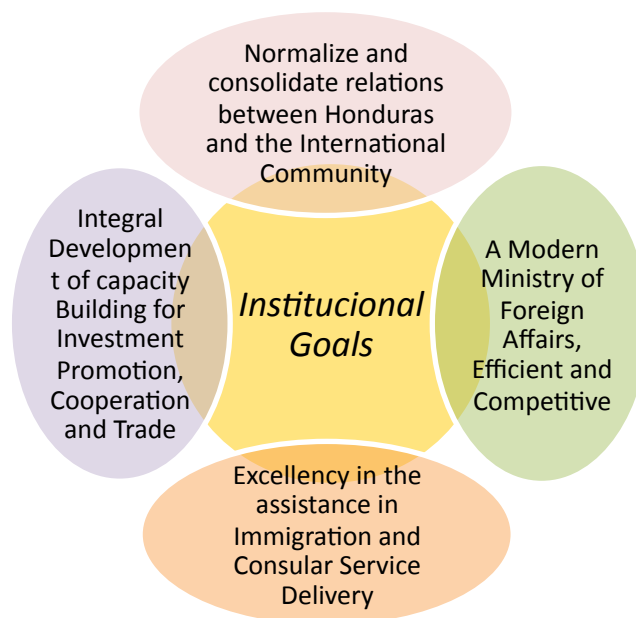 Normalize and
consolidate relations
between Honduras
and the International
Community
Integral
Developmen
t of capacity
Building for
Investment
Promotion,
Cooperation
and Trade
Institucional
Goals
A Modern
Ministry of
Foreign
Affairs,
Efficient and
Competitive
Excellency in the
assistance in
Immigration and
Consular Service
Delivery